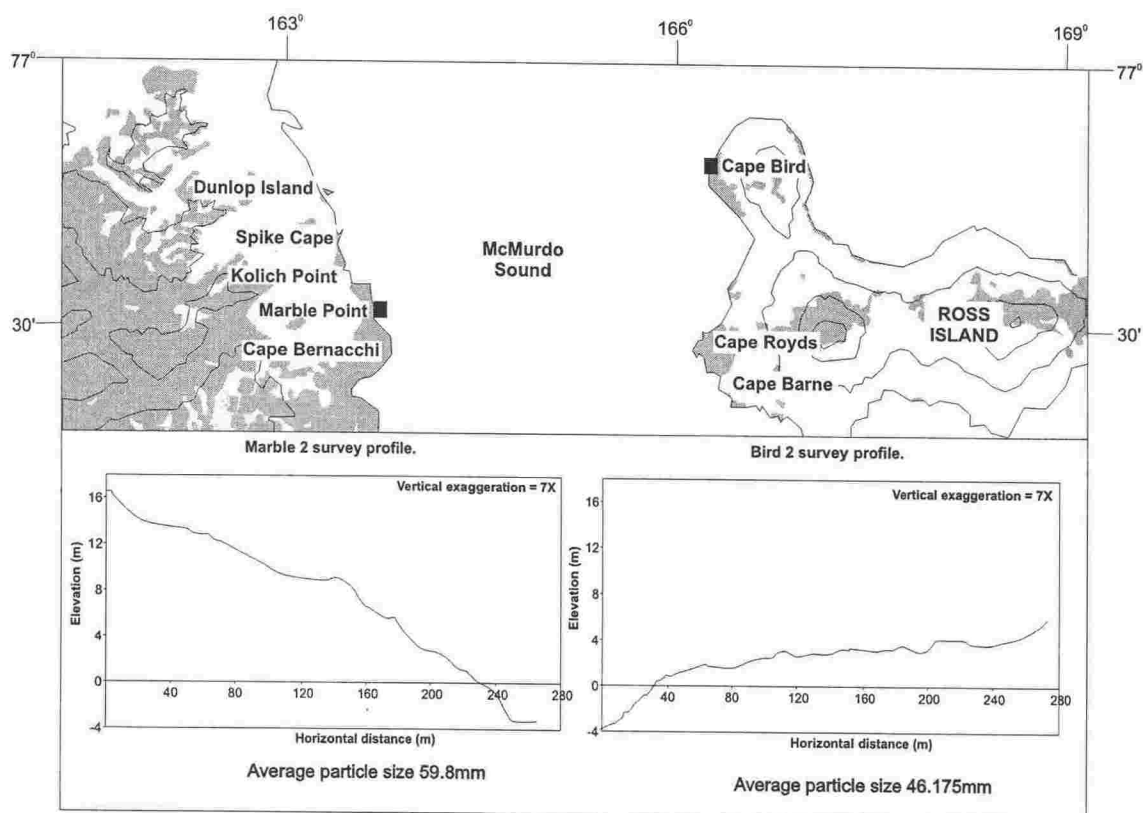 163⁰
166⁰
169⁰
77⁰
77⁰
Dunlop Island
Cape Bird
Spike Cape
McMurdo
Sound
Kolich Point
Marble Point
30'
ROSS
ISLAND
30'
Cape Royds
Cape Bernacchi
Cape Barne
Marble 2 survey profile.
Bird 2 survey profile.
Vertical exaggeration = 7X
16
12
8
4
0
-4
Elevation (m)
40
80
120
160
200
240
280
Horizontal distance (m)
Average particle size 59.8mm
Vertical exaggeration = 7X
16
12
8
4
0
-4
Elevation (m)
40
80
120
160
200
240
280
Horizontal distance (m)
Average particle size 46.175mm